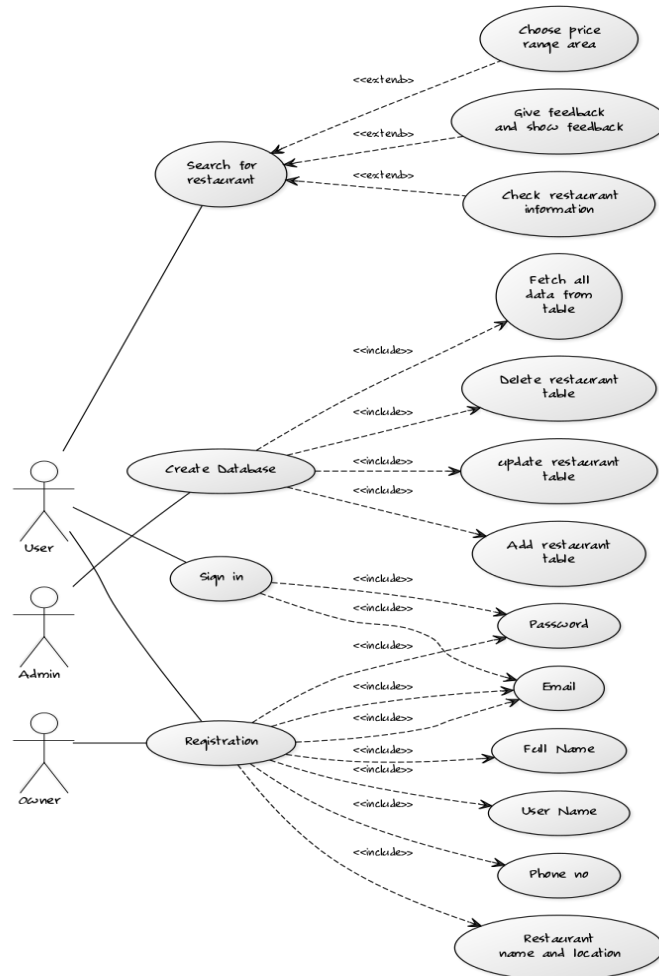 Choose price
range area
<<extend>>
Give feedback
and show feedback
<<extend>>
Search for
restaurant
<<extend>>
Check restaurant
information
Fetch all
data from
table
<<include>>
Delete restaurant
table
<<include>>
Create Database
<<include>>
update restaurant
table
<<include>>
User
Add restaurant
table
Sign in
<<include>>
<<include>>
Password
Admin
<<include>>
Email
<<include>>
<<include>>
Registration
<<include>>
Full Name
<<include>>
Owner
User Name
<<include>>
Phone no
<<include>>
Restaurant
name and location